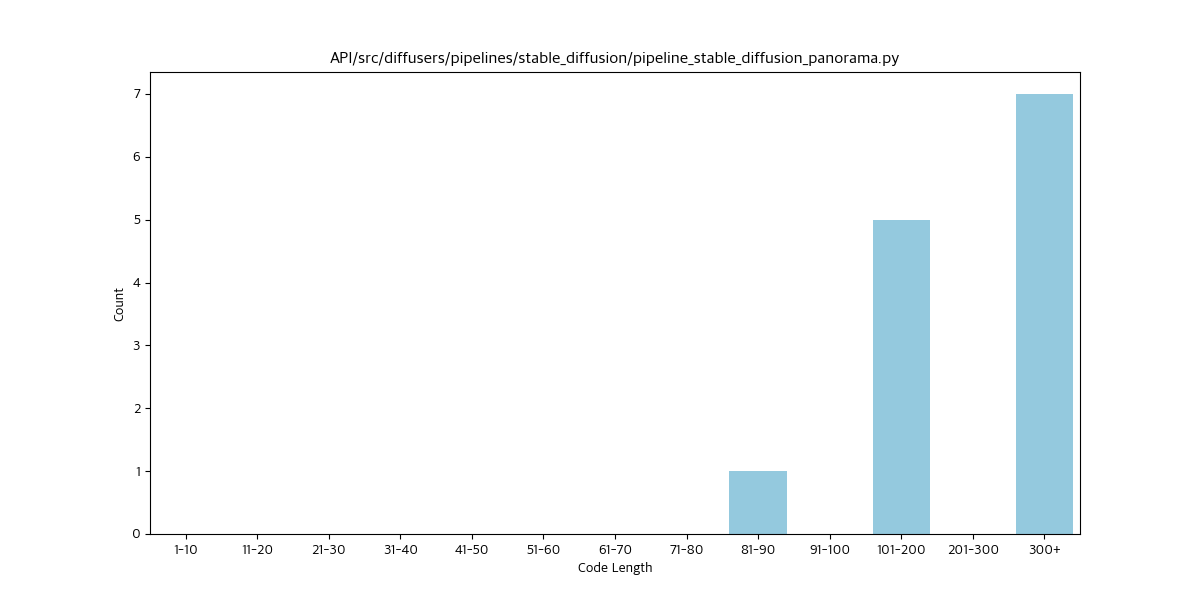 API/src/diffusers/pipelines/stable_diffusion/pipeline_stable_diffusion_panorama.py
7
6
5
4
3
2
1
0
Count
1-10 11-20 21-30 31-40 41-50 51-60 61-70 71-80 81-90 91-100 101-200 201-300 300+
Code Length